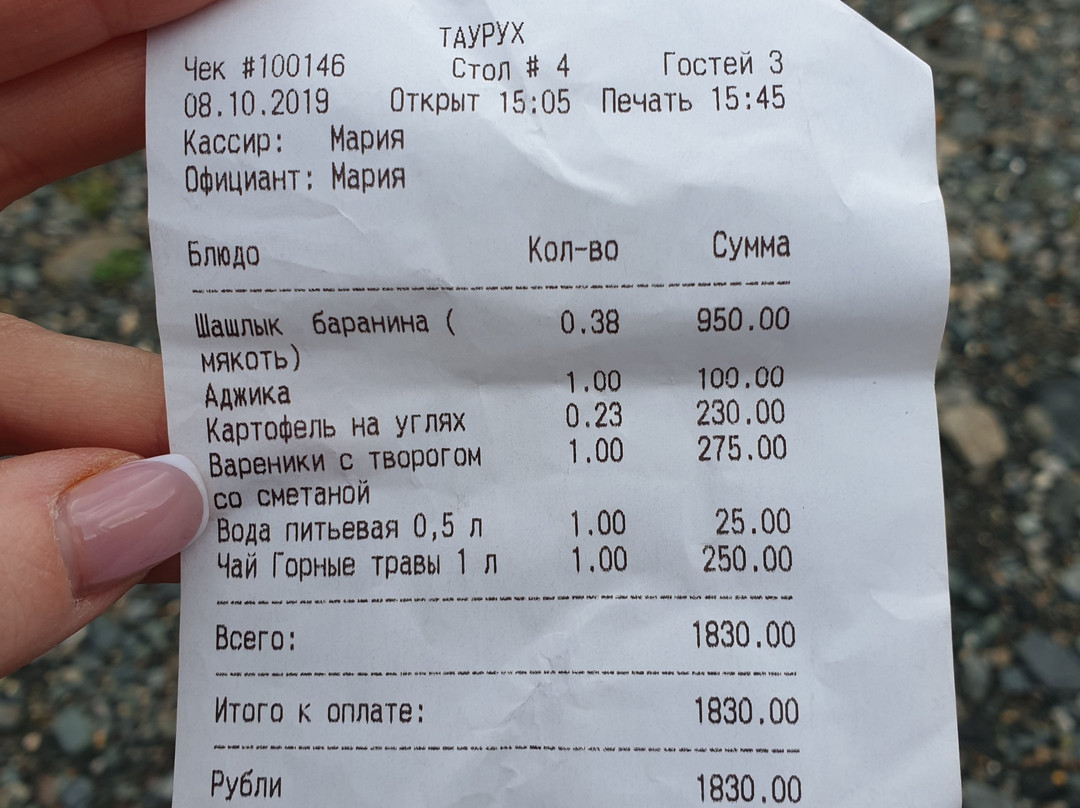 ТАУРУХ
Чек #100146 Стол # 4 Гостей 3
08.10.2019 Открыт 15:05 Печать 15:45
Кассир: Мария
Официант: Мария
Блюдо Кол-во Сумма
Шашлык баранина ( 0.38 950.00
мякоть)
Аджика 1.00 100.00
Картофель на углях 0.23 230.00
Вареники с творогом 1.00 275.00
со сметаной
Вода питьевая 0,5 л 1.00 25.00
Чай Горные травы 1 л 1.00 250.00
Всего: 1830.00
Итого к оплате: 1830.00
Рубли 1830.00